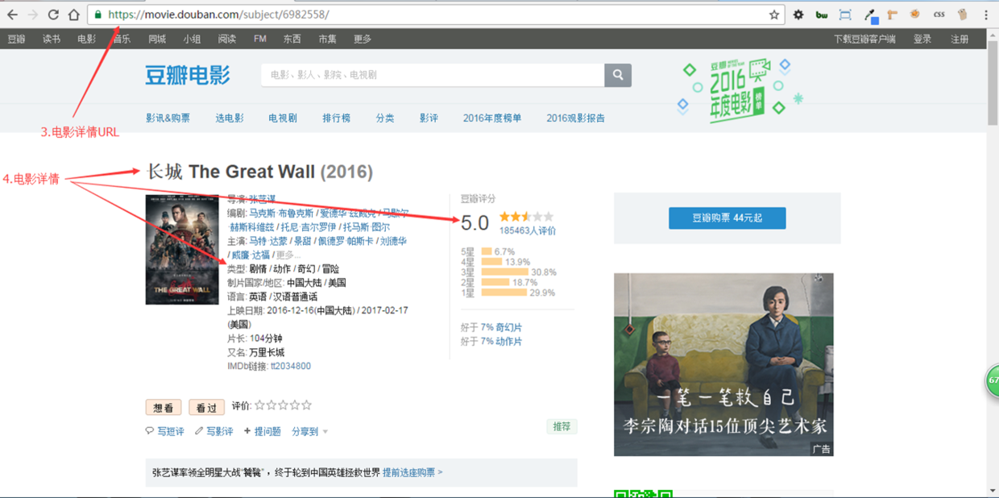 https://movie.douban.com/subject/6982558/
豆瓣 读书 电影 音乐 同城 小组 阅读 FM 东西 市集 更多 下载豆瓣客户端 登录 注册
豆瓣电影
电影、影人、影院、电视剧
豆瓣
2016
年度电影
榜单
影讯&购票 选电影 电视剧 排行榜 分类 影评 2016年度榜单 2016观影报告
3.电影详情URL
4.电影详情
长城 The Great Wall (2016)
导演: 张艺谋
编剧: 马克斯·布鲁克斯 / 爱德华·兹威克 / 马歇尔
·赫斯科维兹 / 托尼·吉尔罗伊 / 托马斯·图尔
主演: 马特·达蒙 / 景甜 / 佩德罗·帕斯卡 / 刘德华
/ 威廉·达福 / 更多...
类型: 剧情 / 动作 / 奇幻 / 冒险
制片国家/地区: 中国大陆 / 美国
语言: 英语 / 汉语普通话
上映日期: 2016-12-16(中国大陆) / 2017-02-17
(美国)
片长: 104分钟
又名: 万里长城
IMDb链接: tt2034800
THE GREAT WALL
豆瓣评分
5.0
185463人评价
5星 6.7%
4星 13.9%
3星 30.8%
2星 18.7%
1星 29.9%
好于 7% 奇幻片
好于 7% 动作片
豆瓣购票 44元起
一笔一笔救自己
李宗陶对话15位顶尖艺术家
广告
想看 看过 评价:
写短评 写影评 + 提问题 分享到
推荐
张艺谋率领全明星大战“饕餮”，终于轮到中国英雄拯救世界 提前选座购票 >
67
bw
css